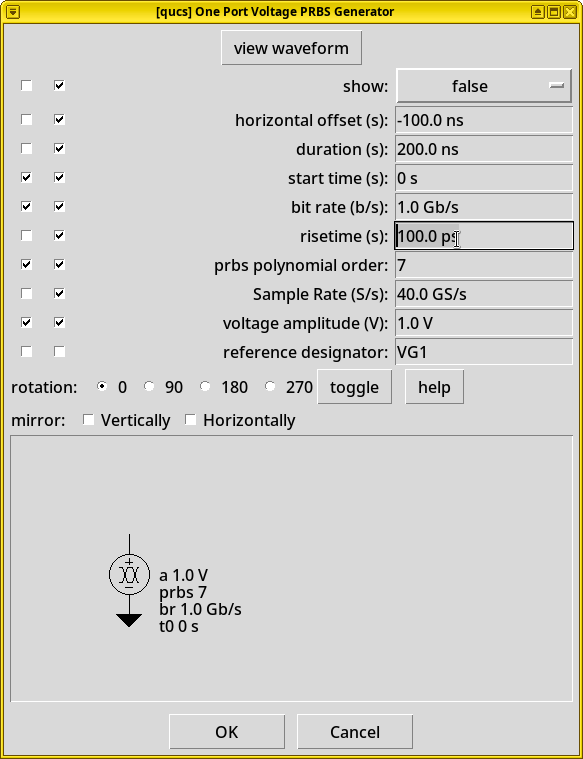 [qucs] One Port Voltage PRBS Generator
view waveform
show: false
horizontal offset (s): -100.0 ns
duration (s): 200.0 ns
start time (s): 0 s
bit rate (b/s): 1.0 Gb/s
risetime (s): 100.0 ps
prbs polynomial order: 7
Sample Rate (S/s): 40.0 GS/s
voltage amplitude (V): 1.0 V
reference designator: VG1
rotation: 0 90 180 270 toggle help
mirror: Vertically Horizontally
a 1.0 V
prbs 7
br 1.0 Gb/s
t0 0 s
OK Cancel